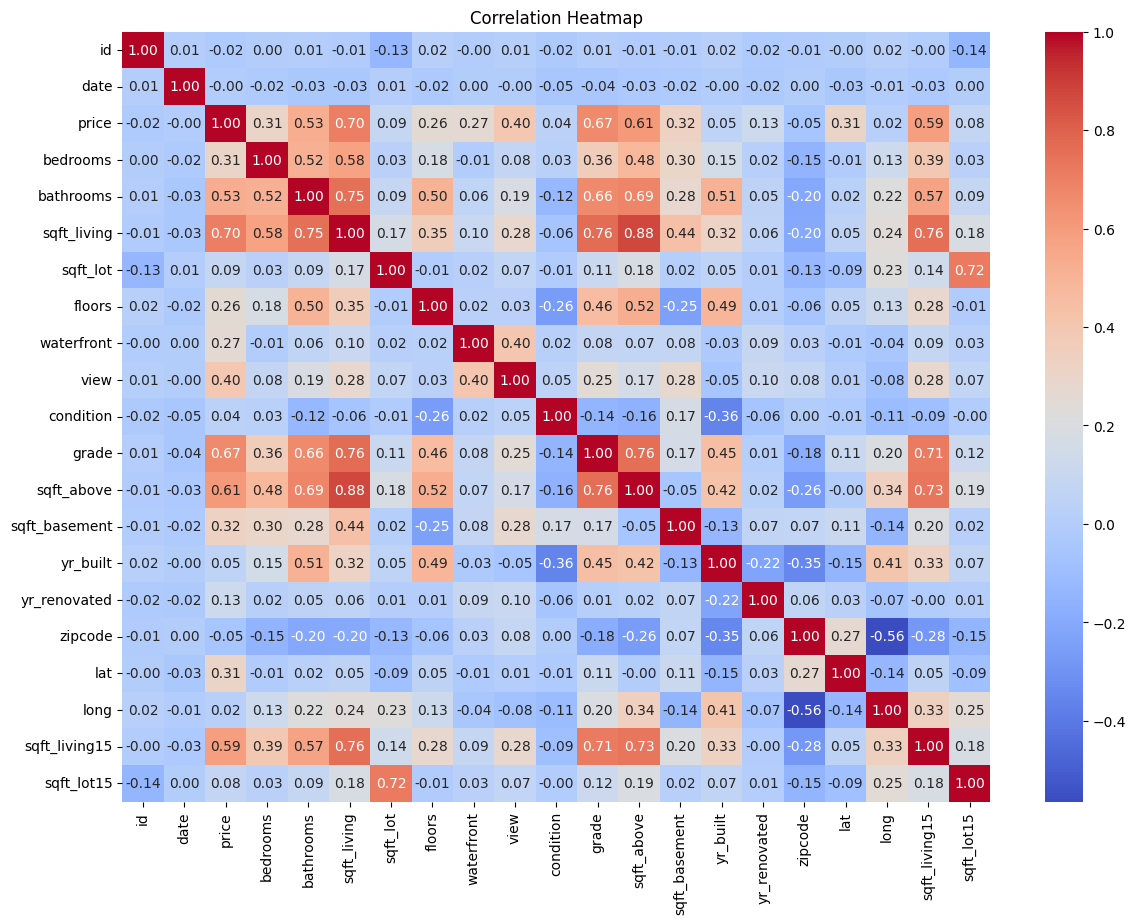 Correlation Heatmap
id 1.00 0.01 -0.02 0.00 0.01 -0.01 -0.13 0.02 -0.00 0.01 -0.02 0.01 -0.01 -0.01 0.02 -0.02 -0.01 -0.00 0.02 -0.00 -0.14
date 0.01 1.00 -0.00 -0.02 -0.03 -0.03 0.01 -0.02 0.00 -0.00 -0.05 -0.04 -0.03 -0.02 -0.00 -0.02 0.00 -0.03 -0.01 -0.03 0.00
price -0.02 -0.00 1.00 0.31 0.53 0.70 0.09 0.26 0.27 0.40 0.04 0.67 0.61 0.32 0.05 0.13 -0.05 0.31 0.02 0.59 0.08
bedrooms 0.00 -0.02 0.31 1.00 0.52 0.58 0.03 0.18 -0.01 0.08 0.03 0.36 0.48 0.30 0.15 0.02 -0.15 -0.01 0.13 0.39 0.03
bathrooms 0.01 -0.03 0.53 0.52 1.00 0.75 0.09 0.50 0.06 0.19 -0.12 0.66 0.69 0.28 0.51 0.05 -0.20 0.02 0.22 0.57 0.09
sqft_living -0.01 -0.03 0.70 0.58 0.75 1.00 0.17 0.35 0.10 0.28 -0.06 0.76 0.88 0.44 0.32 0.06 -0.20 0.05 0.24 0.76 0.18
sqft_lot -0.13 0.01 0.09 0.03 0.09 0.17 1.00 -0.01 0.02 0.07 -0.01 0.11 0.18 0.02 0.05 0.01 -0.13 -0.09 0.23 0.14 0.72
floors 0.02 -0.02 0.26 0.18 0.50 0.35 -0.01 1.00 0.02 0.03 -0.26 0.46 0.52 -0.25 0.49 0.01 -0.06 0.05 0.13 0.28 -0.01
waterfront -0.00 0.00 0.27 -0.01 0.06 0.10 0.02 0.02 1.00 0.40 0.02 0.08 0.07 0.08 -0.03 0.09 0.03 -0.01 -0.04 0.09 0.03
view 0.01 -0.00 0.40 0.08 0.19 0.28 0.07 0.03 0.40 1.00 0.05 0.25 0.17 0.28 -0.05 0.10 0.08 0.01 -0.08 0.28 0.07
condition -0.02 -0.05 0.04 0.03 -0.12 -0.06 -0.01 -0.26 0.02 0.05 1.00 -0.14 -0.16 0.17 -0.36 -0.06 0.00 -0.01 -0.11 -0.09 -0.00
grade 0.01 -0.04 0.67 0.36 0.66 0.76 0.11 0.46 0.08 0.25 -0.14 1.00 0.76 0.17 0.45 0.01 -0.18 0.11 0.20 0.71 0.12
sqft_above -0.01 -0.03 0.61 0.48 0.69 0.88 0.18 0.52 0.07 0.17 -0.16 0.76 1.00 -0.05 0.42 0.02 -0.26 -0.00 0.34 0.73 0.19
sqft_basement -0.01 -0.02 0.32 0.30 0.28 0.44 0.02 -0.25 0.08 0.28 0.17 0.17 -0.05 1.00 -0.13 0.07 0.07 0.11 -0.14 0.20 0.02
yr_built 0.02 -0.00 0.05 0.15 0.51 0.32 0.05 0.49 -0.03 -0.05 -0.36 0.45 0.42 -0.13 1.00 -0.22 -0.35 -0.15 0.41 0.33 0.07
yr_renovated -0.02 -0.02 0.13 0.02 0.05 0.06 0.01 0.01 0.09 0.10 -0.06 0.01 0.02 0.07 -0.22 1.00 0.06 0.03 -0.07 -0.00 0.01
zipcode -0.01 0.00 -0.05 -0.15 -0.20 -0.20 -0.13 -0.06 0.03 0.08 0.00 -0.18 -0.26 0.07 -0.35 0.06 1.00 0.27 -0.56 -0.28 -0.15
lat -0.00 -0.03 0.31 -0.01 0.02 0.05 -0.09 0.05 -0.01 0.01 -0.01 0.11 -0.00 0.11 -0.15 0.03 0.27 1.00 -0.14 0.05 -0.09
long 0.02 -0.01 0.02 0.13 0.22 0.24 0.23 0.13 -0.04 -0.08 -0.11 0.20 0.34 -0.14 0.41 -0.07 -0.56 -0.14 1.00 0.33 0.25
sqft_living15 -0.00 -0.03 0.59 0.39 0.57 0.76 0.14 0.28 0.09 0.28 -0.09 0.71 0.73 0.20 0.33 -0.00 -0.28 0.05 0.33 1.00 0.18
sqft_lot15 -0.14 0.00 0.08 0.03 0.09 0.18 0.72 -0.01 0.03 0.07 -0.00 0.12 0.19 0.02 0.07 0.01 -0.15 -0.09 0.25 0.18 1.00
id
date
price
bedrooms
bathrooms
sqft_living
sqft_lot
floors
waterfront
view
condition
grade
sqft_above
sqft_basement
yr_built
yr_renovated
zipcode
lat
long
sqft_living15
sqft_lot15
1.0
0.8
0.6
0.4
0.2
0.0
−0.2
−0.4